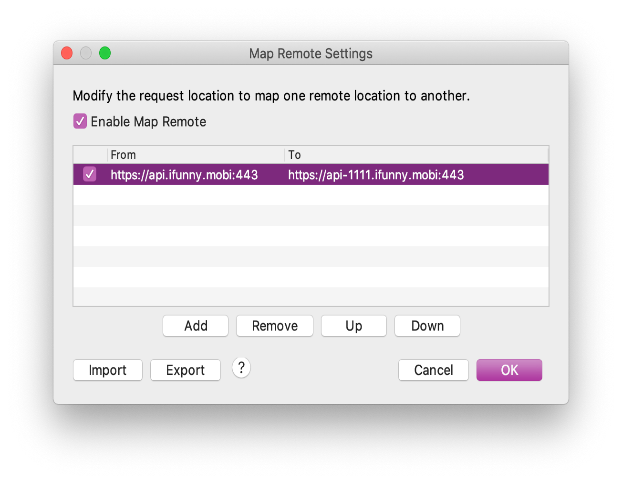 Map Remote Settings
Modify the request location to map one remote location to another.
Enable Map Remote
From To
https://api.ifunny.mobi:443 https://api-1111.ifunny.mobi:443
Add Remove Up Down
Import Export ? Cancel OK